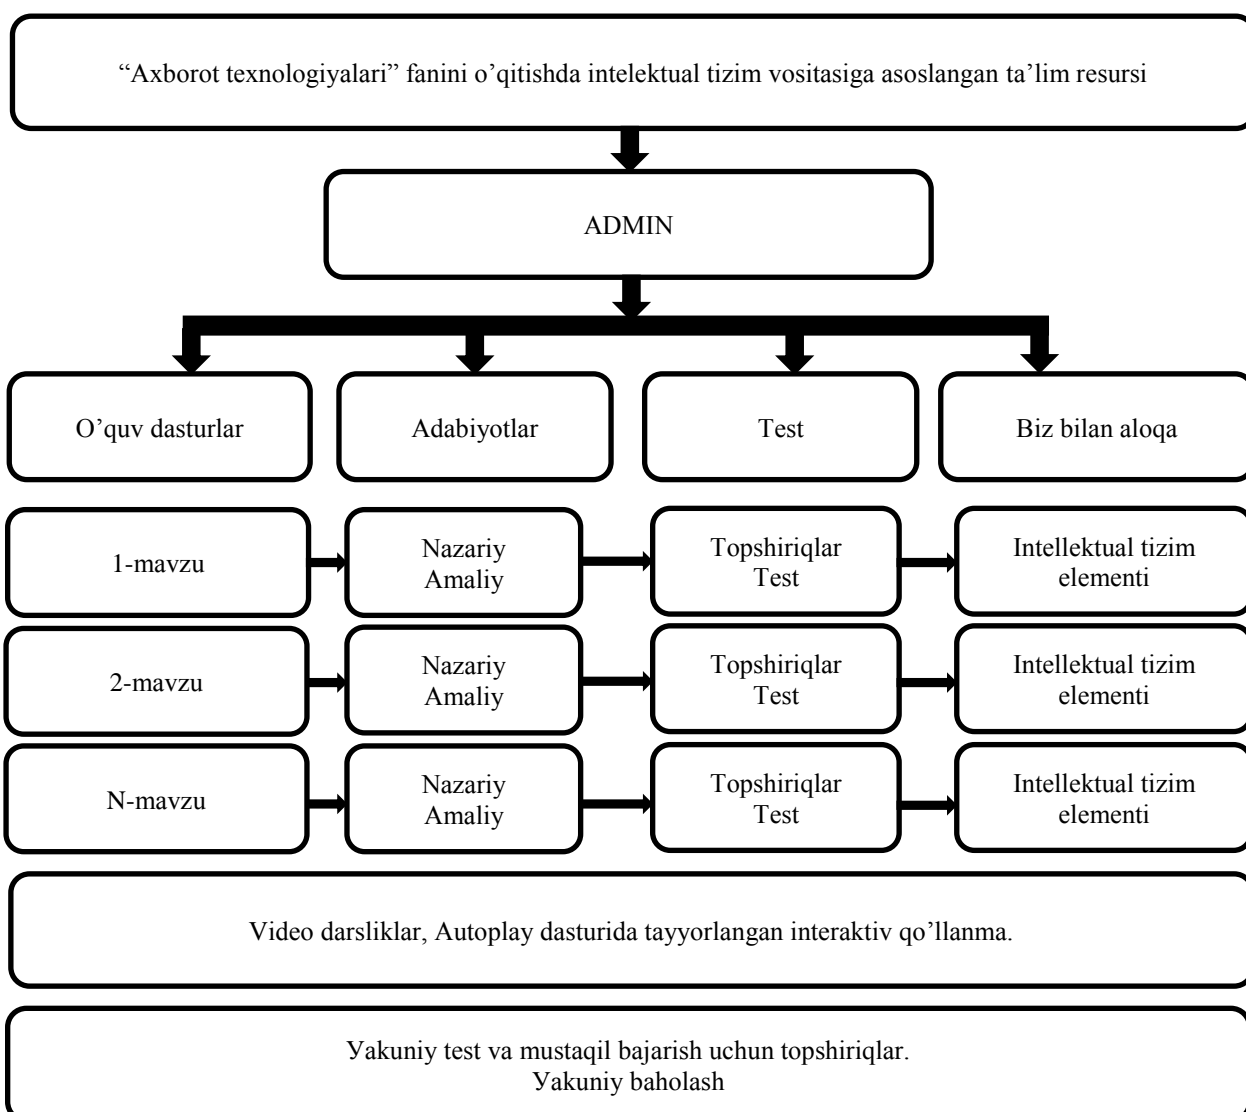 “Axborot texnologiyalari” fanini o’qitishda intelektual tizim vositasiga asoslangan ta’lim resursi
ADMIN
O’quv dasturlar
Adabiyotlar
Test
Biz bilan aloqa
1-mavzu
Nazariy
Amaliy
Topshiriqlar
Test
Intellektual tizim
elementi
2-mavzu
Nazariy
Amaliy
Topshiriqlar
Test
Intellektual tizim
elementi
N-mavzu
Nazariy
Amaliy
Topshiriqlar
Test
Intellektual tizim
elementi
Video darsliklar, Autoplay dasturida tayyorlangan interaktiv qo’llanma.
Уakuniy test va mustaqil bajarish uchun topshiriqlar.
Уakuniy baholash